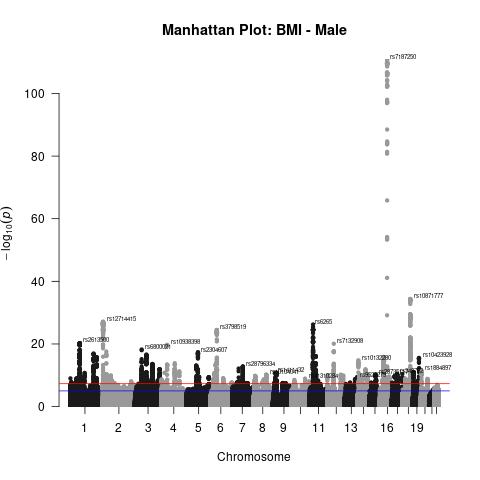 Manhattan Plot: BMI - Male
rs7187250
100
80
−log10(p)
60
40
rs10871777
rs12714415
rs6265
rs3798519
20
rs2613500
rs10938398
rs7132908
rs2304607
rs10423928
rs28796334
rs1884897
0
1 2 3 4 5 6 7 8 9 11 13 16 19
Chromosome